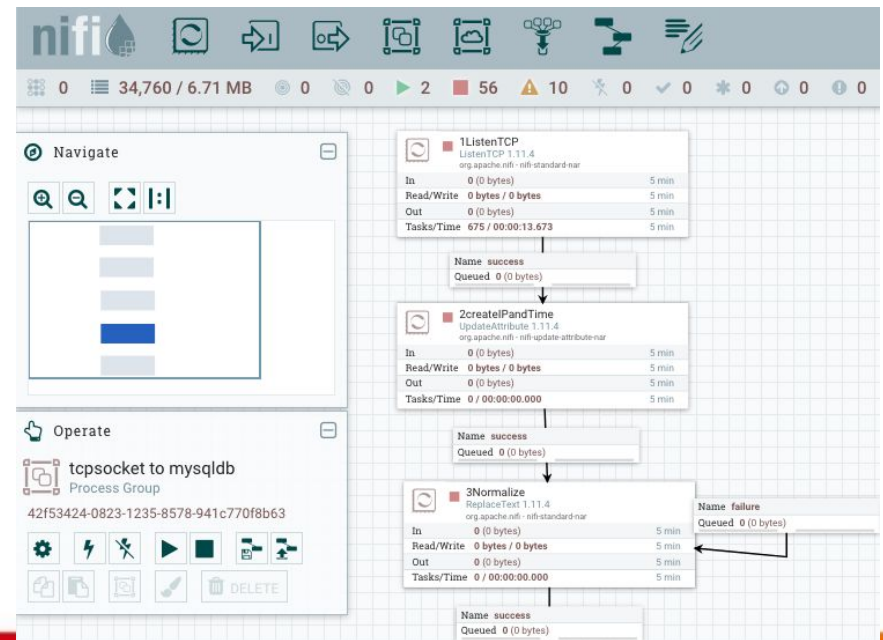 nifi
0 34,760 / 6.71 MB 0 0 2 56 10 0 0 0 0 0
Navigate
Operate
tcpsocket to mysqldb
Process Group
42f53424-0823-1235-8578-941c770f8b63
DELETE
1ListenTCP
ListenTCP 1.11.4
org.apache.nifi - nifi-standard-nar
In 0 (0 bytes) 5 min
Read/Write 0 bytes / 0 bytes 5 min
Out 0 (0 bytes) 5 min
Tasks/Time 675 / 00:00:13.673 5 min
Name success
Queued 0 (0 bytes)
2createIPandTime
UpdateAttribute 1.11.4
org.apache.nifi - nifi-update-attribute-nar
In 0 (0 bytes) 5 min
Read/Write 0 bytes / 0 bytes 5 min
Out 0 (0 bytes) 5 min
Tasks/Time 0 / 00:00:00.000 5 min
Name success
Queued 0 (0 bytes)
3Normalize
ReplaceText 1.11.4
org.apache.nifi - nifi-standard-nar
In 0 (0 bytes) 5 min
Read/Write 0 bytes / 0 bytes 5 min
Out 0 (0 bytes) 5 min
Tasks/Time 0 / 00:00:00.000 5 min
Name failure
Queued 0 (0 bytes)
Name success
Queued 0 (0 bytes)